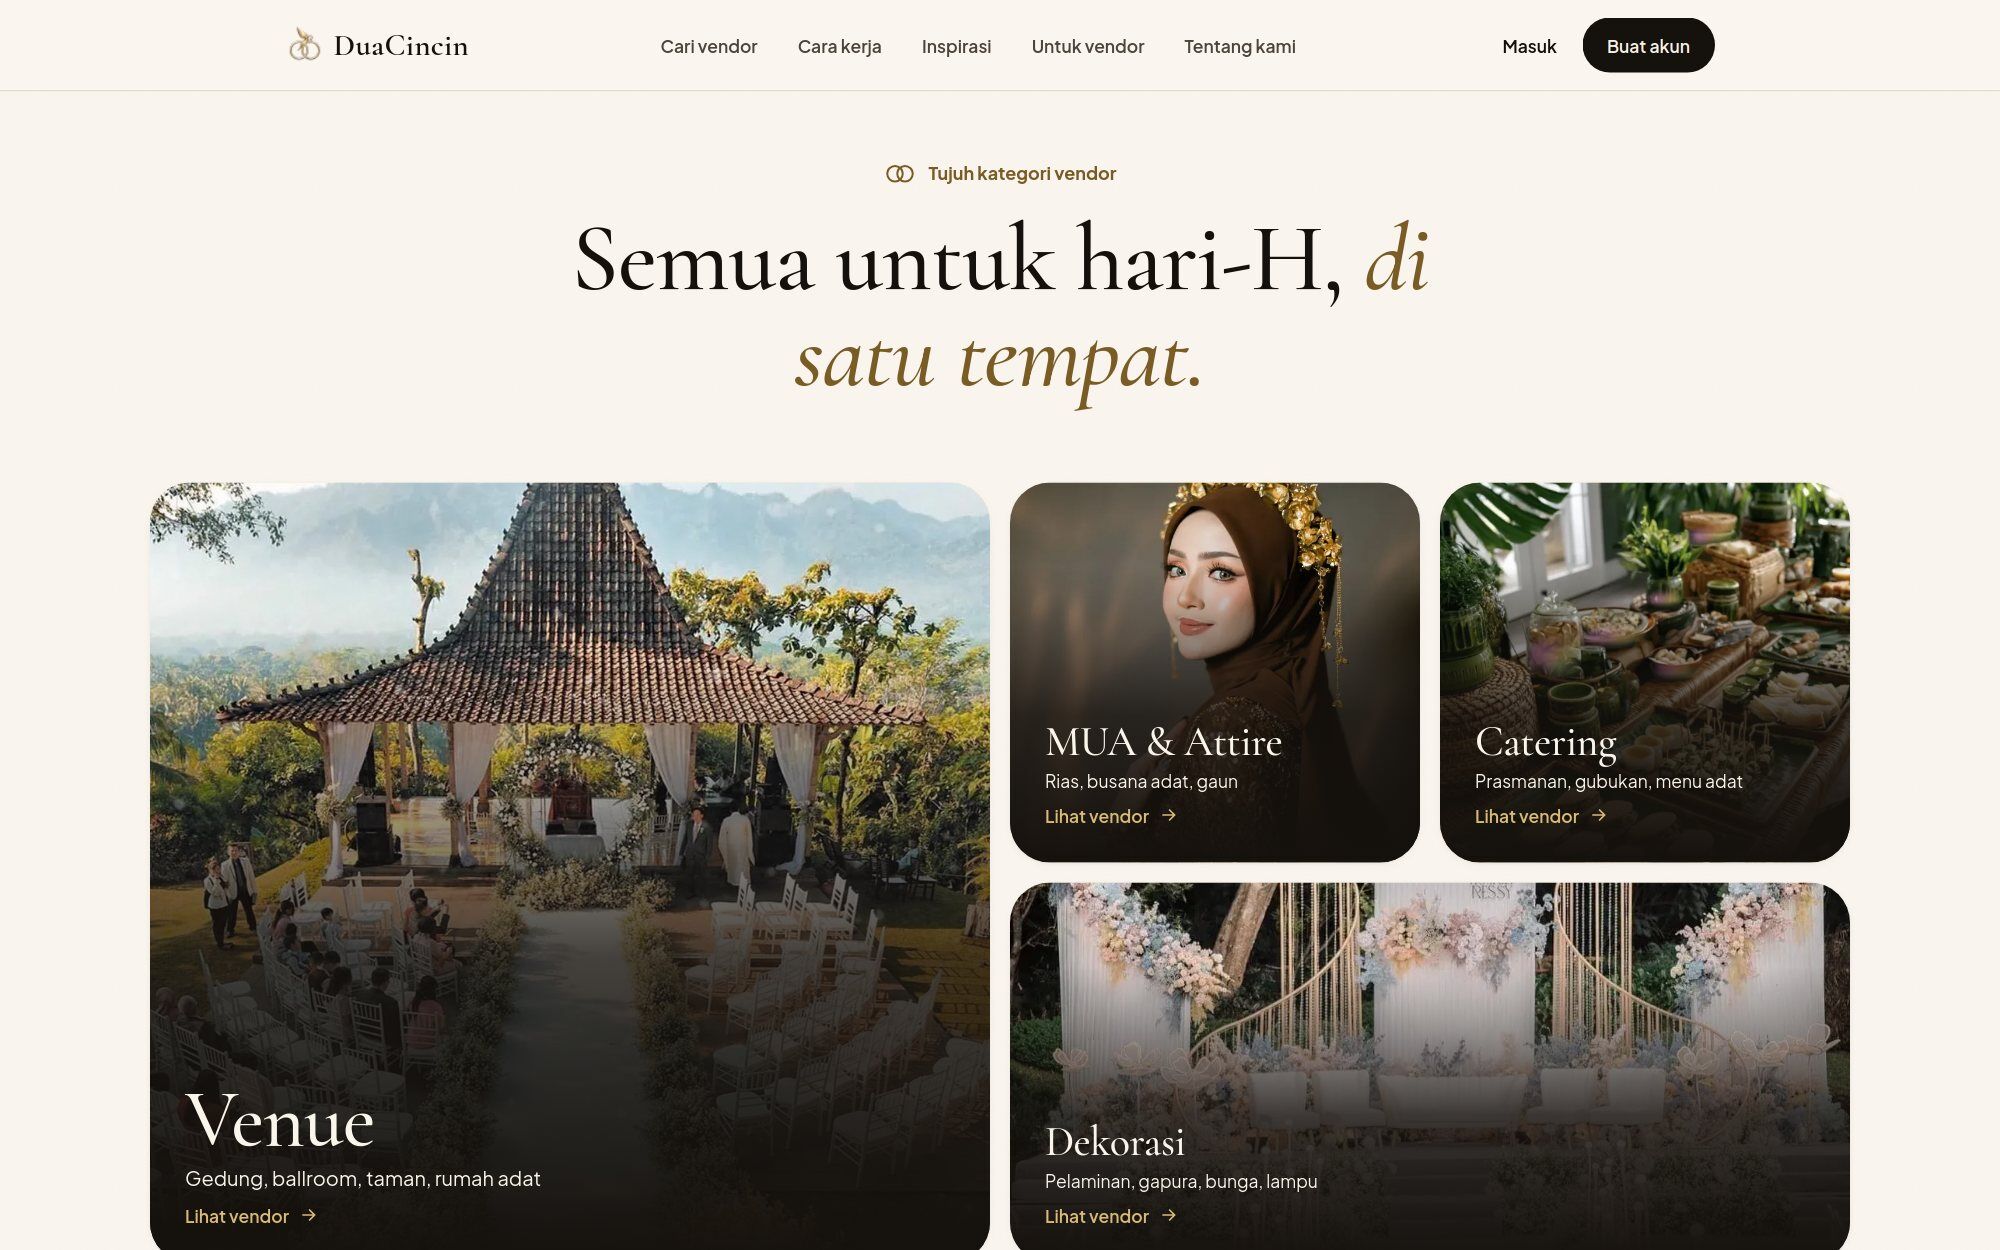 DuaCincin
Cari vendor
Cara kerja
Inspirasi
Untuk vendor
Tentang kami
Masuk
Buat akun
Tujuh kategori vendor
Semua untuk hari-H, di
satu tempat.
Venue
Gedung, ballroom, taman, rumah adat
Lihat vendor
MUA & Attire
Rias, busana adat, gaun
Lihat vendor
Catering
Prasmanan, gubukan, menu adat
Lihat vendor
RESSY
Dekorasi
Pelaminan, gapura, bunga, lampu
Lihat vendor